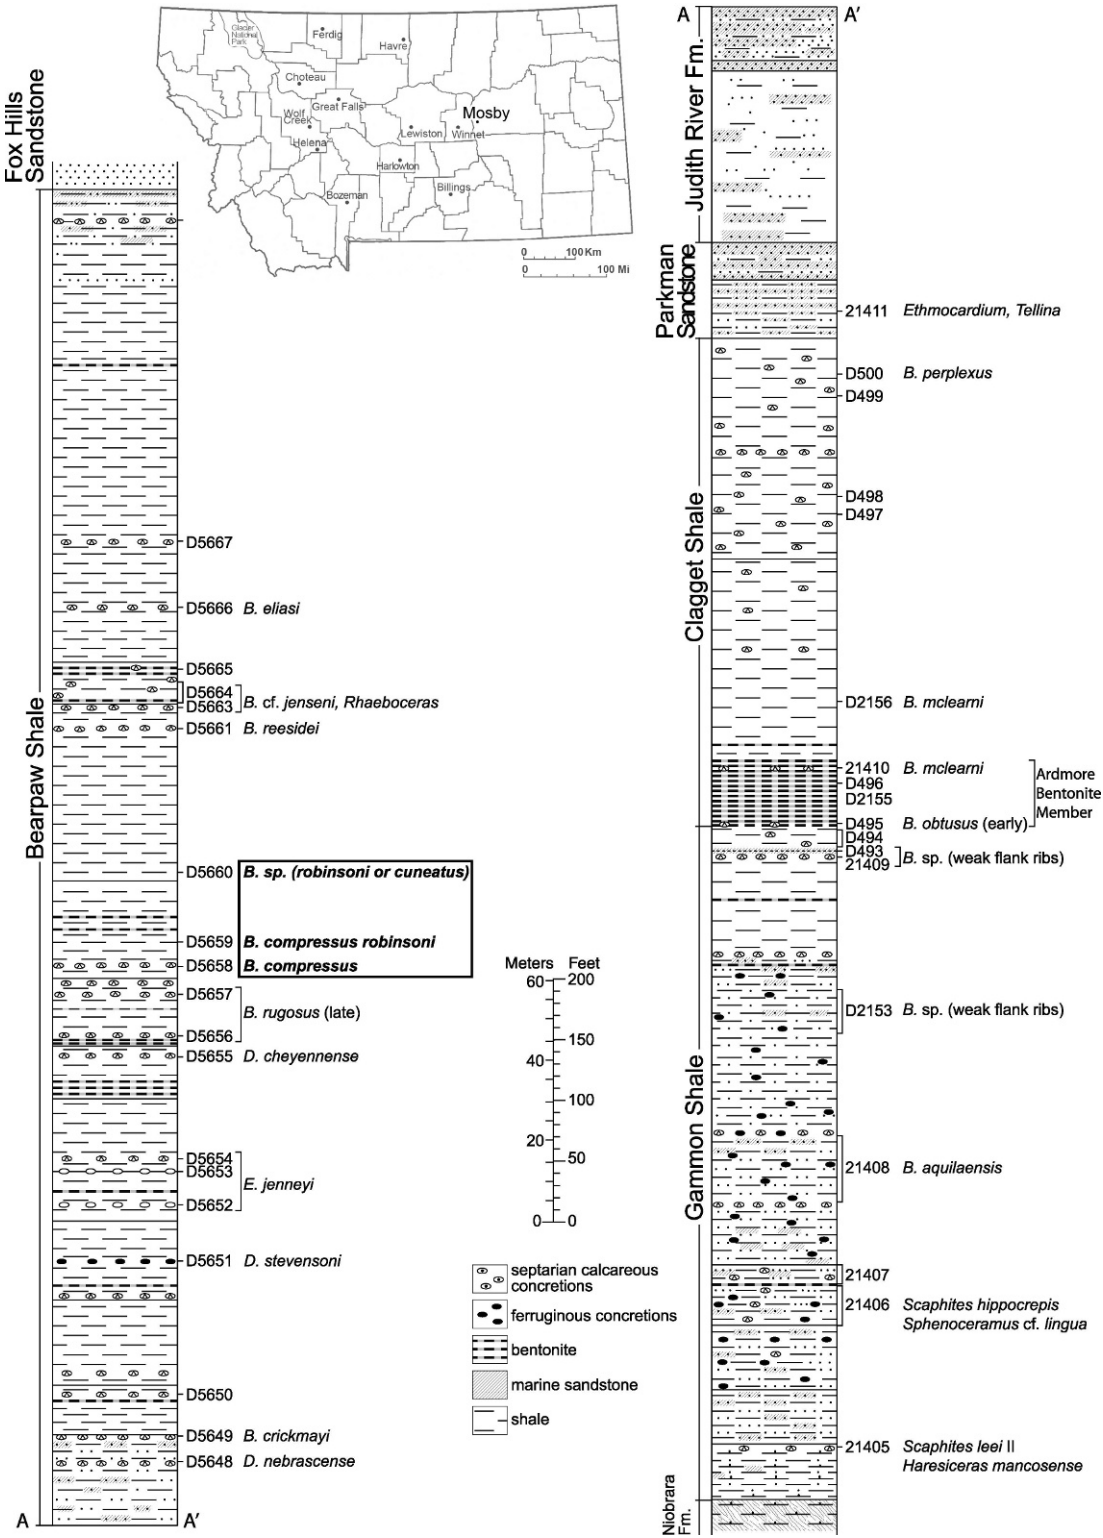 Fox Hills
Sandstone
Bearpaw Shale
D5667
D5666 B. eliasi
D5665
D5664
D5663
B. cf. jenseni, Rhaeboceras
D5661 B. reesidei
D5660 B. sp. (robinsoni or cuneatus)
D5659 B. compressus robinsoni
D5658 B. compressus
D5657
B. rugosus (late)
D5656
D5655 D. cheyennense
D5654
D5653
E. jenneyi
D5652
D5651 D. stevensoni
D5650
D5649 B. crickmayi
D5648 D. nebrascense
A A'
Glacier
National
Park
Ferdig
Havre
Choteau
Great Falls
Wolf
Creek
Mosby
Lewiston
Winnet
Helena
Harlowton
Bozeman
Billings
0 100 Km
0 100 Mi
Meters Feet
60 200
150
40
100
20
50
0 0
septarian calcareous
concretions
ferruginous concretions
bentonite
marine sandstone
shale
A A'
Judith River Fm.
Parkman
Sandstone
21411 Ethmocardium, Tellina
Clagget Shale
D500 B. perplexus
D499
D498
D497
D2156 B. mclearni
21410 B. mclearni
D496
D2155
Ardmore
Bentonite
Member
D495 B. obtusus (early)
D494
D493
21409
B. sp. (weak flank ribs)
Gammon Shale
D2153 B. sp. (weak flank ribs)
21408 B. aquilaensis
21407
21406 Scaphites hippocrepis
Sphenoceramus cf. lingua
21405 Scaphites leei II
Haresiceras mancosense
Niobrara
Fm.